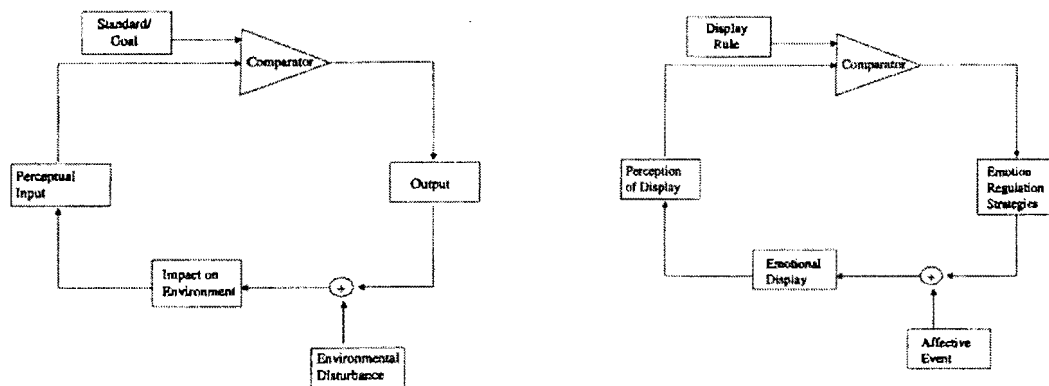 Standard/
Goal
Comparator
Perceptual
Input
Output
Impact on
Environment
+
Environmental
Disturbance
Display
Rule
Comparator
Perception
of Display
Emotion
Regulation
Strategies
Emotional
Display
+
Affective
Event